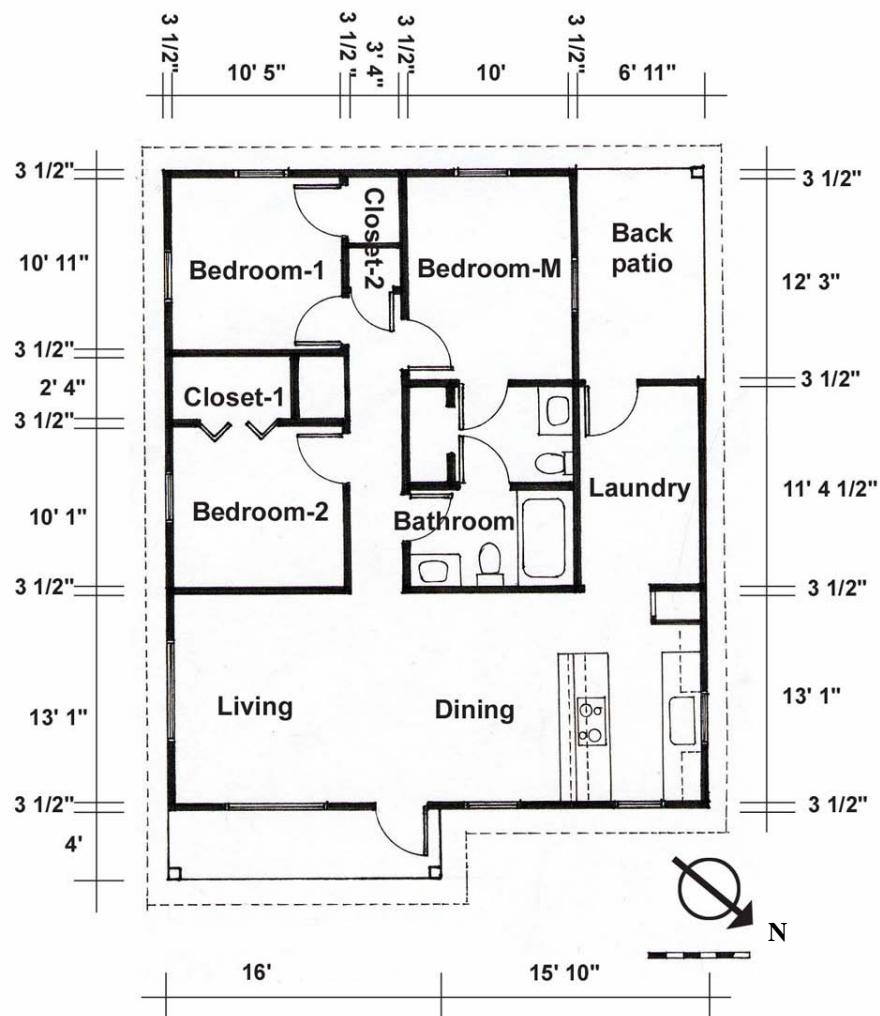 3 1/2"
10' 5"
3 1/2"
3' 4"
3 1/2"
10'
3 1/2"
6' 11"
3 1/2"
10' 11"
3 1/2"
2' 4"
3 1/2"
10' 1"
3 1/2"
13' 1"
3 1/2"
4'
3 1/2"
12' 3"
3 1/2"
11' 4 1/2"
3 1/2"
13' 1"
3 1/2"
Bedroom-1
Closet-2
Bedroom-M
Back
patio
Closet-1
Bedroom-2
Bathroom
Laundry
Living
Dining
N
16'
15' 10"